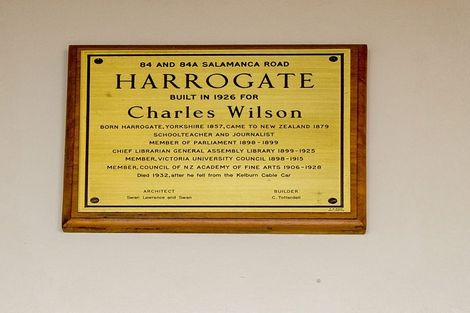 84 AND 84A SALAMANCA ROAD
HARROGATE
BUILT IN 1926 FOR
Charles Wilson
BORN HARROGATE, YORKSHIRE 1857, CAME TO NEW ZEALAND 1879
SCHOOLTEACHER AND JOURNALIST
MEMBER OF PARLIAMENT 1898-1899
CHIEF LIBRARIAN GENERAL ASSEMBLY LIBRARY 1899-1925
MEMBER, VICTORIA UNIVERSITY COUNCIL 1898-1915
MEMBER, COUNCIL OF NZ ACADEMY OF FINE ARTS 1906-1928
Died 1932, after he fell from the Kelburn Cable Car
ARCHITECT BUILDER
Swan Lawrence and Swan C. Totterdell